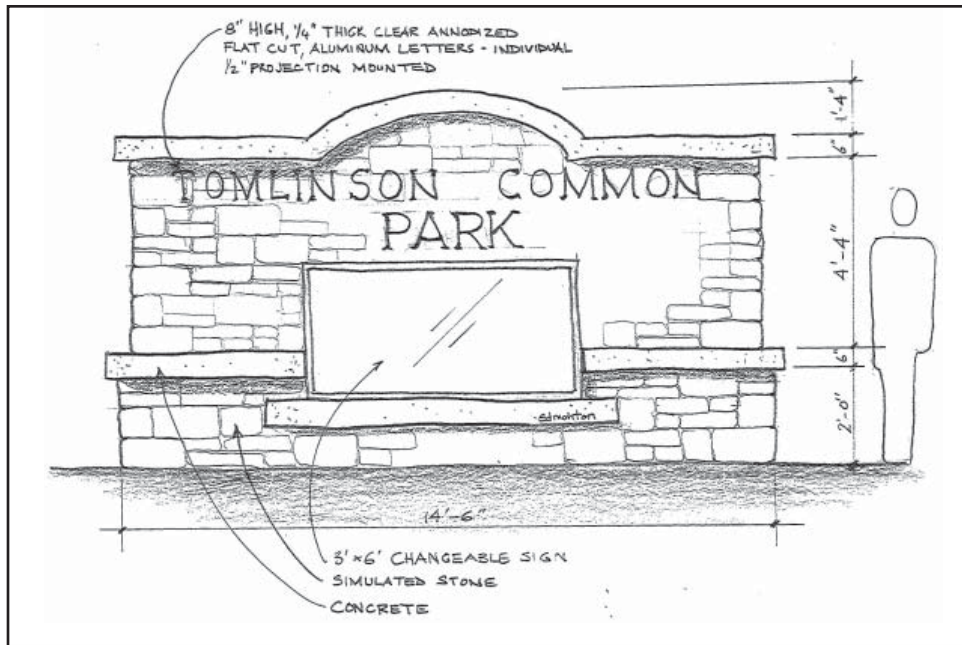 8" HIGH, 1/4" THICK CLEAR ANNODIZED
FLAT CUT, ALUMINUM LETTERS - INDIVIDUAL
1/2" PROJECTION MOUNTED
1'-4"
6"
TOMLINSON COMMON
PARK
4'-4"
6"
Edmonton
2'-0"
14'-6"
3'x6' CHANGEABLE SIGN
SIMULATED STONE
CONCRETE